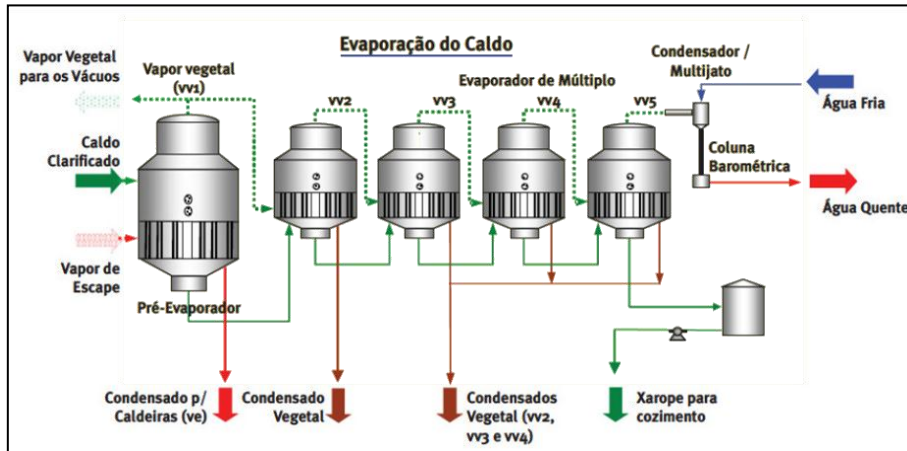 Evaporação do Caldo
Vapor Vegetal
para os Vácuos
Vapor vegetal
(vv1)
vv2
vv3
Evaporador de Múltiplo
vv4
vv5
Condensador /
Multijato
Água Fria
Caldo
Clarificado
Coluna
Barométrica
Água Quente
Vapor de
Escape
Pré-Evaporador
Condensado p/
Caldeiras (ve)
Condensado
Vegetal
Condensados
Vegetal (vv2,
vv3 e vv4)
Xarope para
cozimento